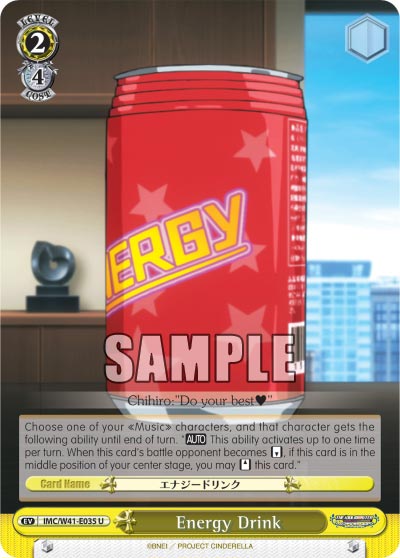 LEVEL
2
4
COST
ERGY
SAMPLE
Chihiro:"Do your best♥"
Choose one of your «Music» characters, and that character gets the
following ability until end of turn. "AUTO This ability activates up to one time
per turn. When this card's battle opponent becomes , if this card is in the
middle position of your center stage, you may this card."
Card Name エナジードリンク
EV IMC/W41-E035 U Energy Drink
©BNEI / PROJECT CINDERELLA